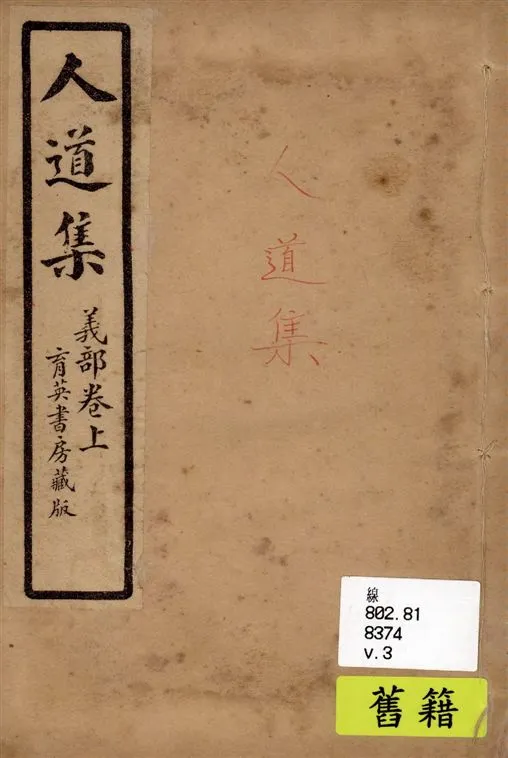 人道集
義部卷上
育英書房藏版
人道集
線
802.81
8374
v.3
舊籍